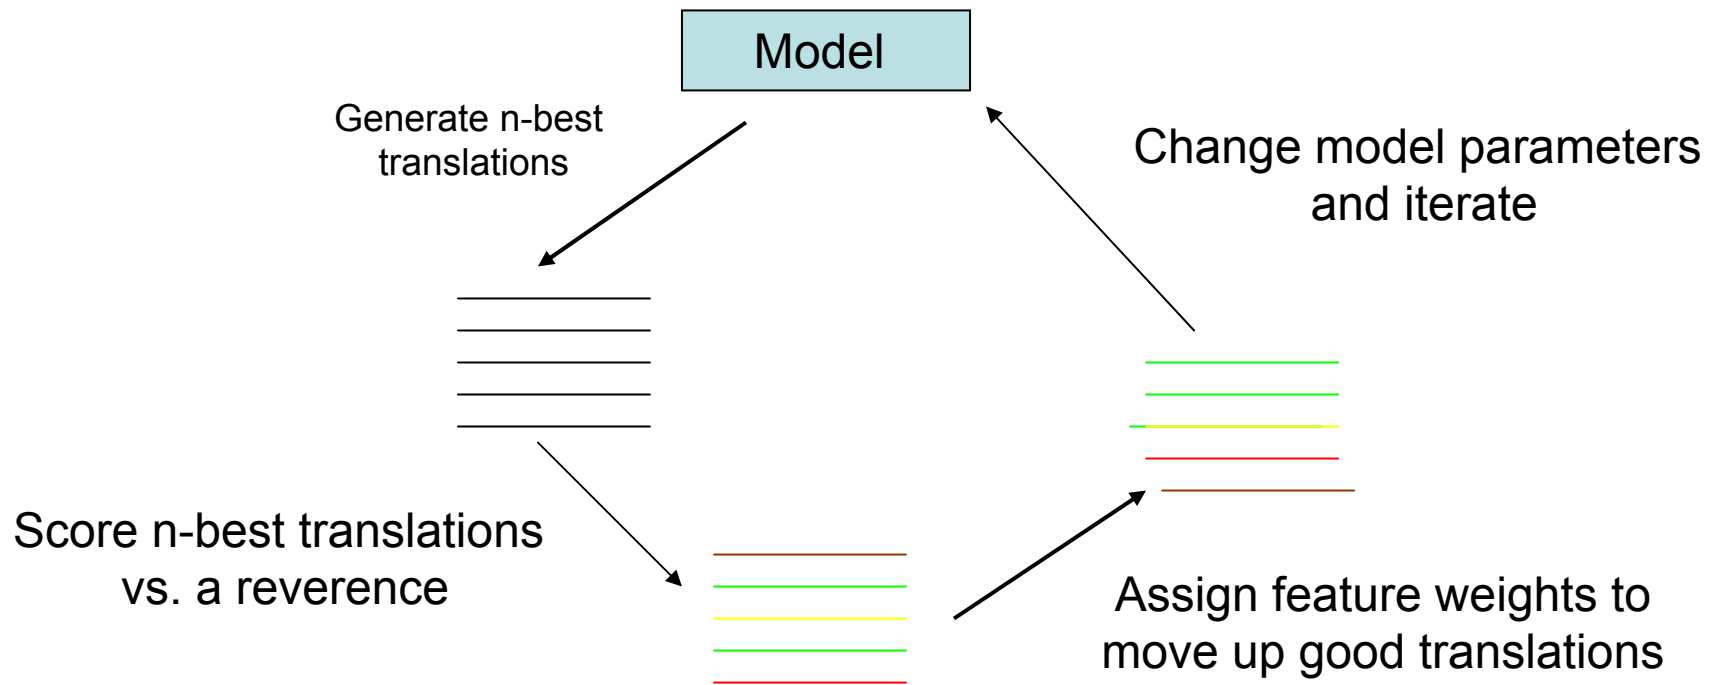 Model
Generate n-best
translations
Change model parameters
and iterate
Score n-best translations
vs. a reverence
Assign feature weights to
move up good translations